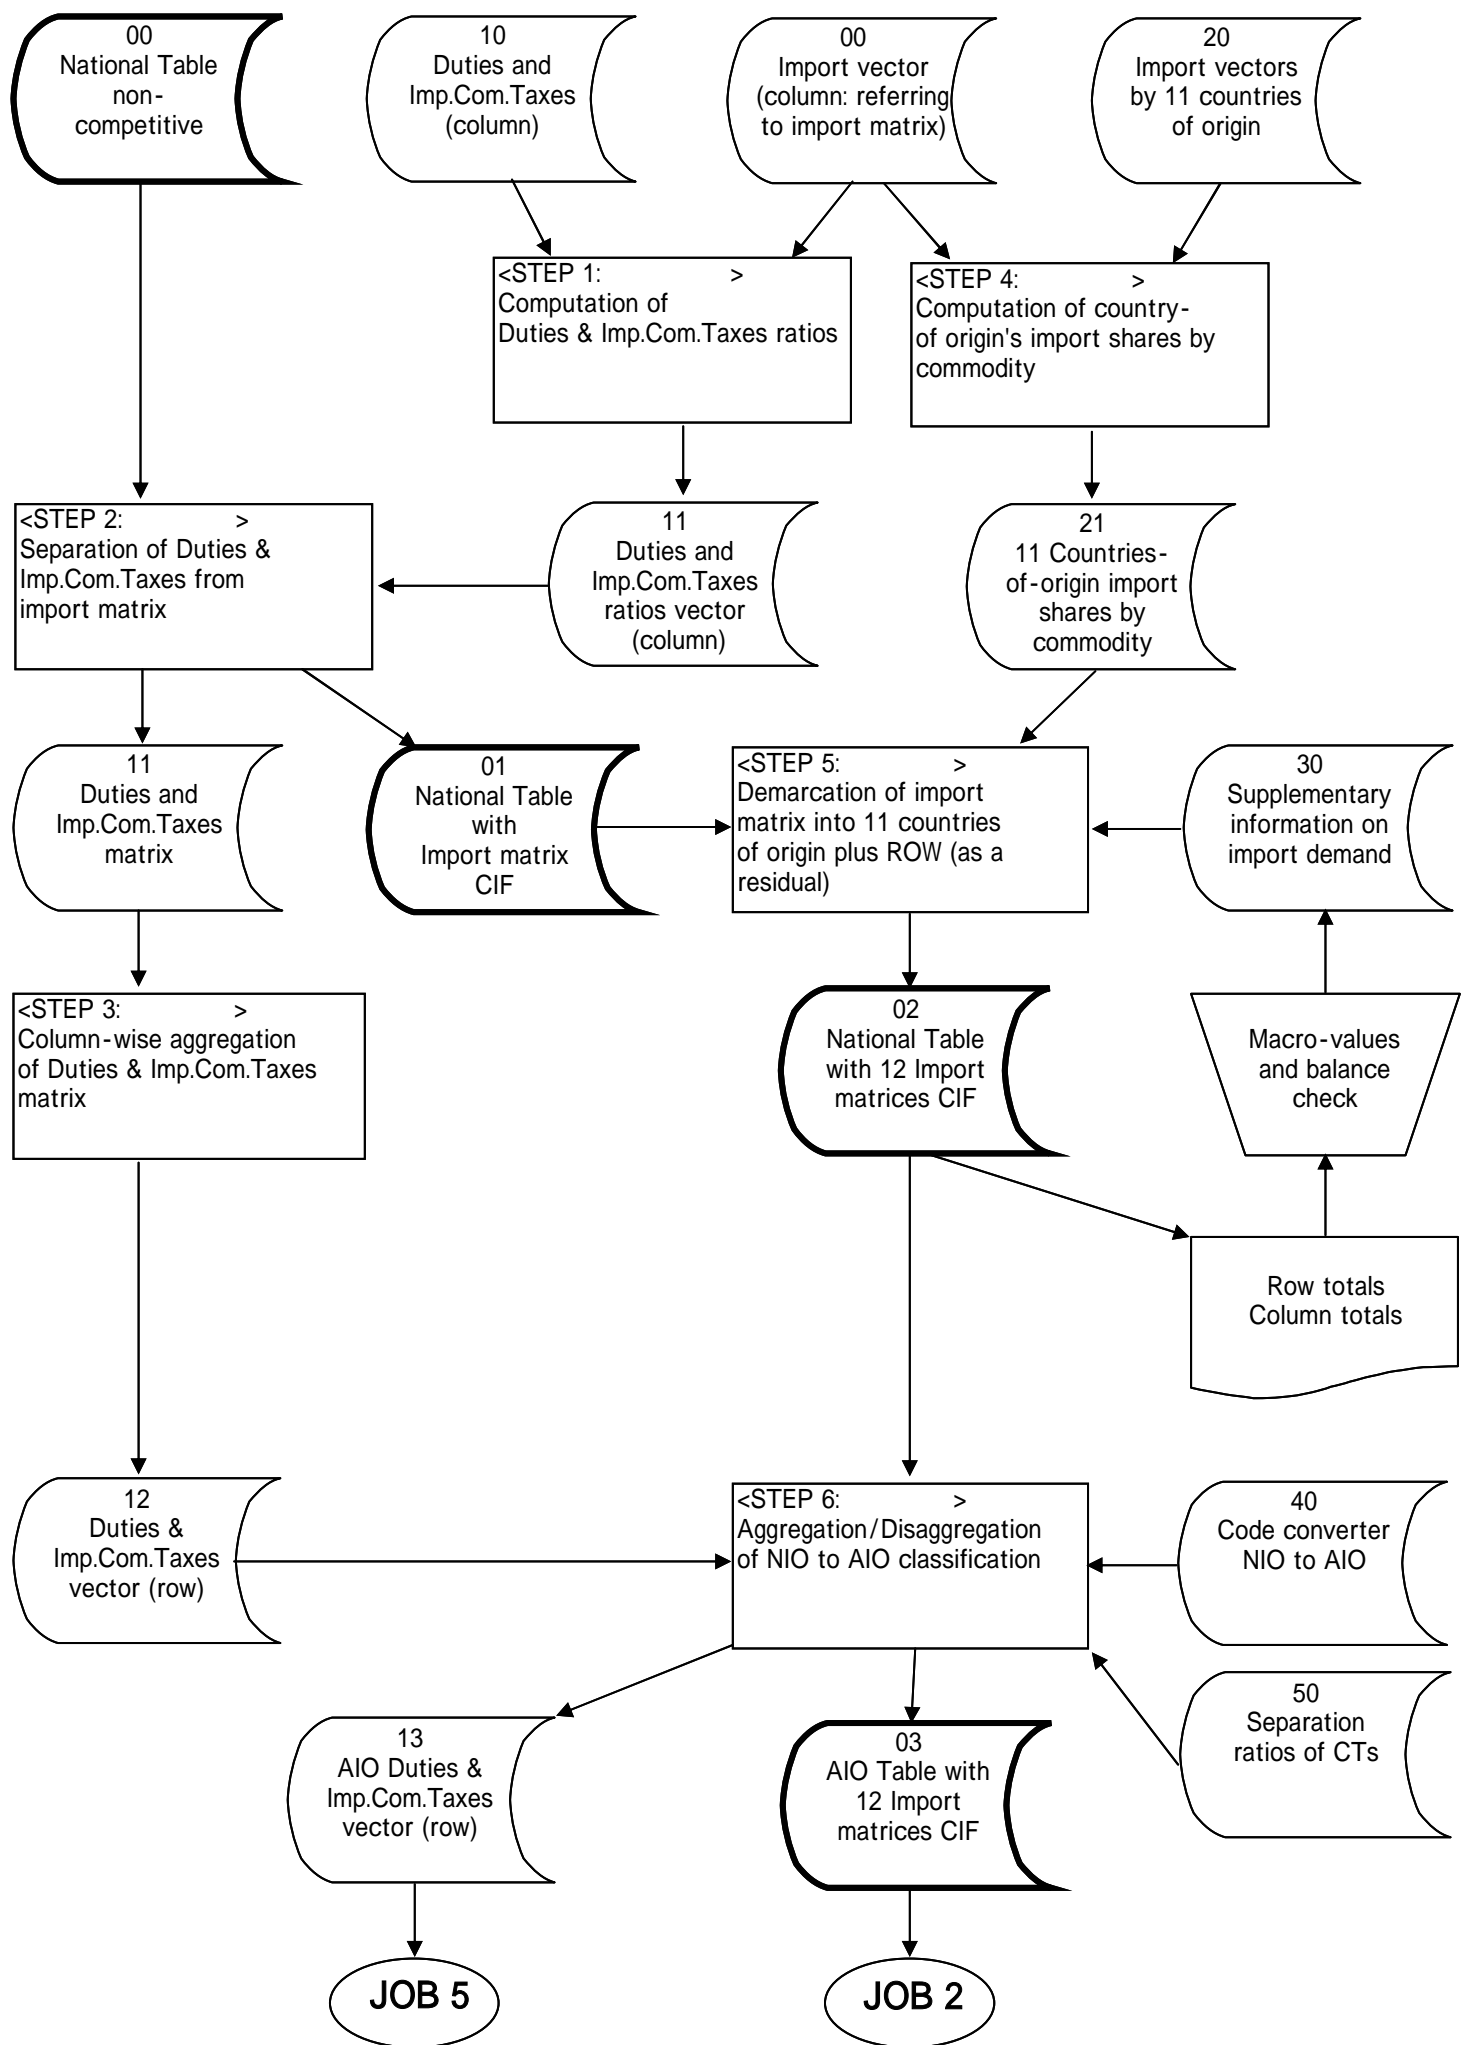 00
National Table
non-
competitive
10
Duties and
Imp.Com.Taxes
(column)
00
Import vector
(column: referring
to import matrix)
20
Import vectors
by 11 countries
of origin
<STEP 1: >
Computation of
Duties & Imp.Com.Taxes ratios
<STEP 4: >
Computation of country-
of origin's import shares by
commodity
<STEP 2: >
Separation of Duties &
Imp.Com.Taxes from
import matrix
11
Duties and
Imp.Com.Taxes
ratios vector
(column)
21
11 Countries-
of-origin import
shares by
commodity
11
Duties and
Imp.Com.Taxes
matrix
01
National Table
with
Import matrix
CIF
<STEP 5: >
Demarcation of import
matrix into 11 countries
of origin plus ROW (as a
residual)
30
Supplementary
information on
import demand
<STEP 3: >
Column-wise aggregation
of Duties & Imp.Com.Taxes
matrix
02
National Table
with 12 Import
matrices CIF
Macro-values
and balance
check
Row totals
Column totals
12
Duties &
Imp.Com.Taxes
vector (row)
<STEP 6: >
Aggregation/Disaggregation
of NIO to AIO classification
40
Code converter
NIO to AIO
50
Separation
ratios of CTs
13
AIO Duties &
Imp.Com.Taxes
vector (row)
03
AIO Table with
12 Import
matrices CIF
JOB 5
JOB 2